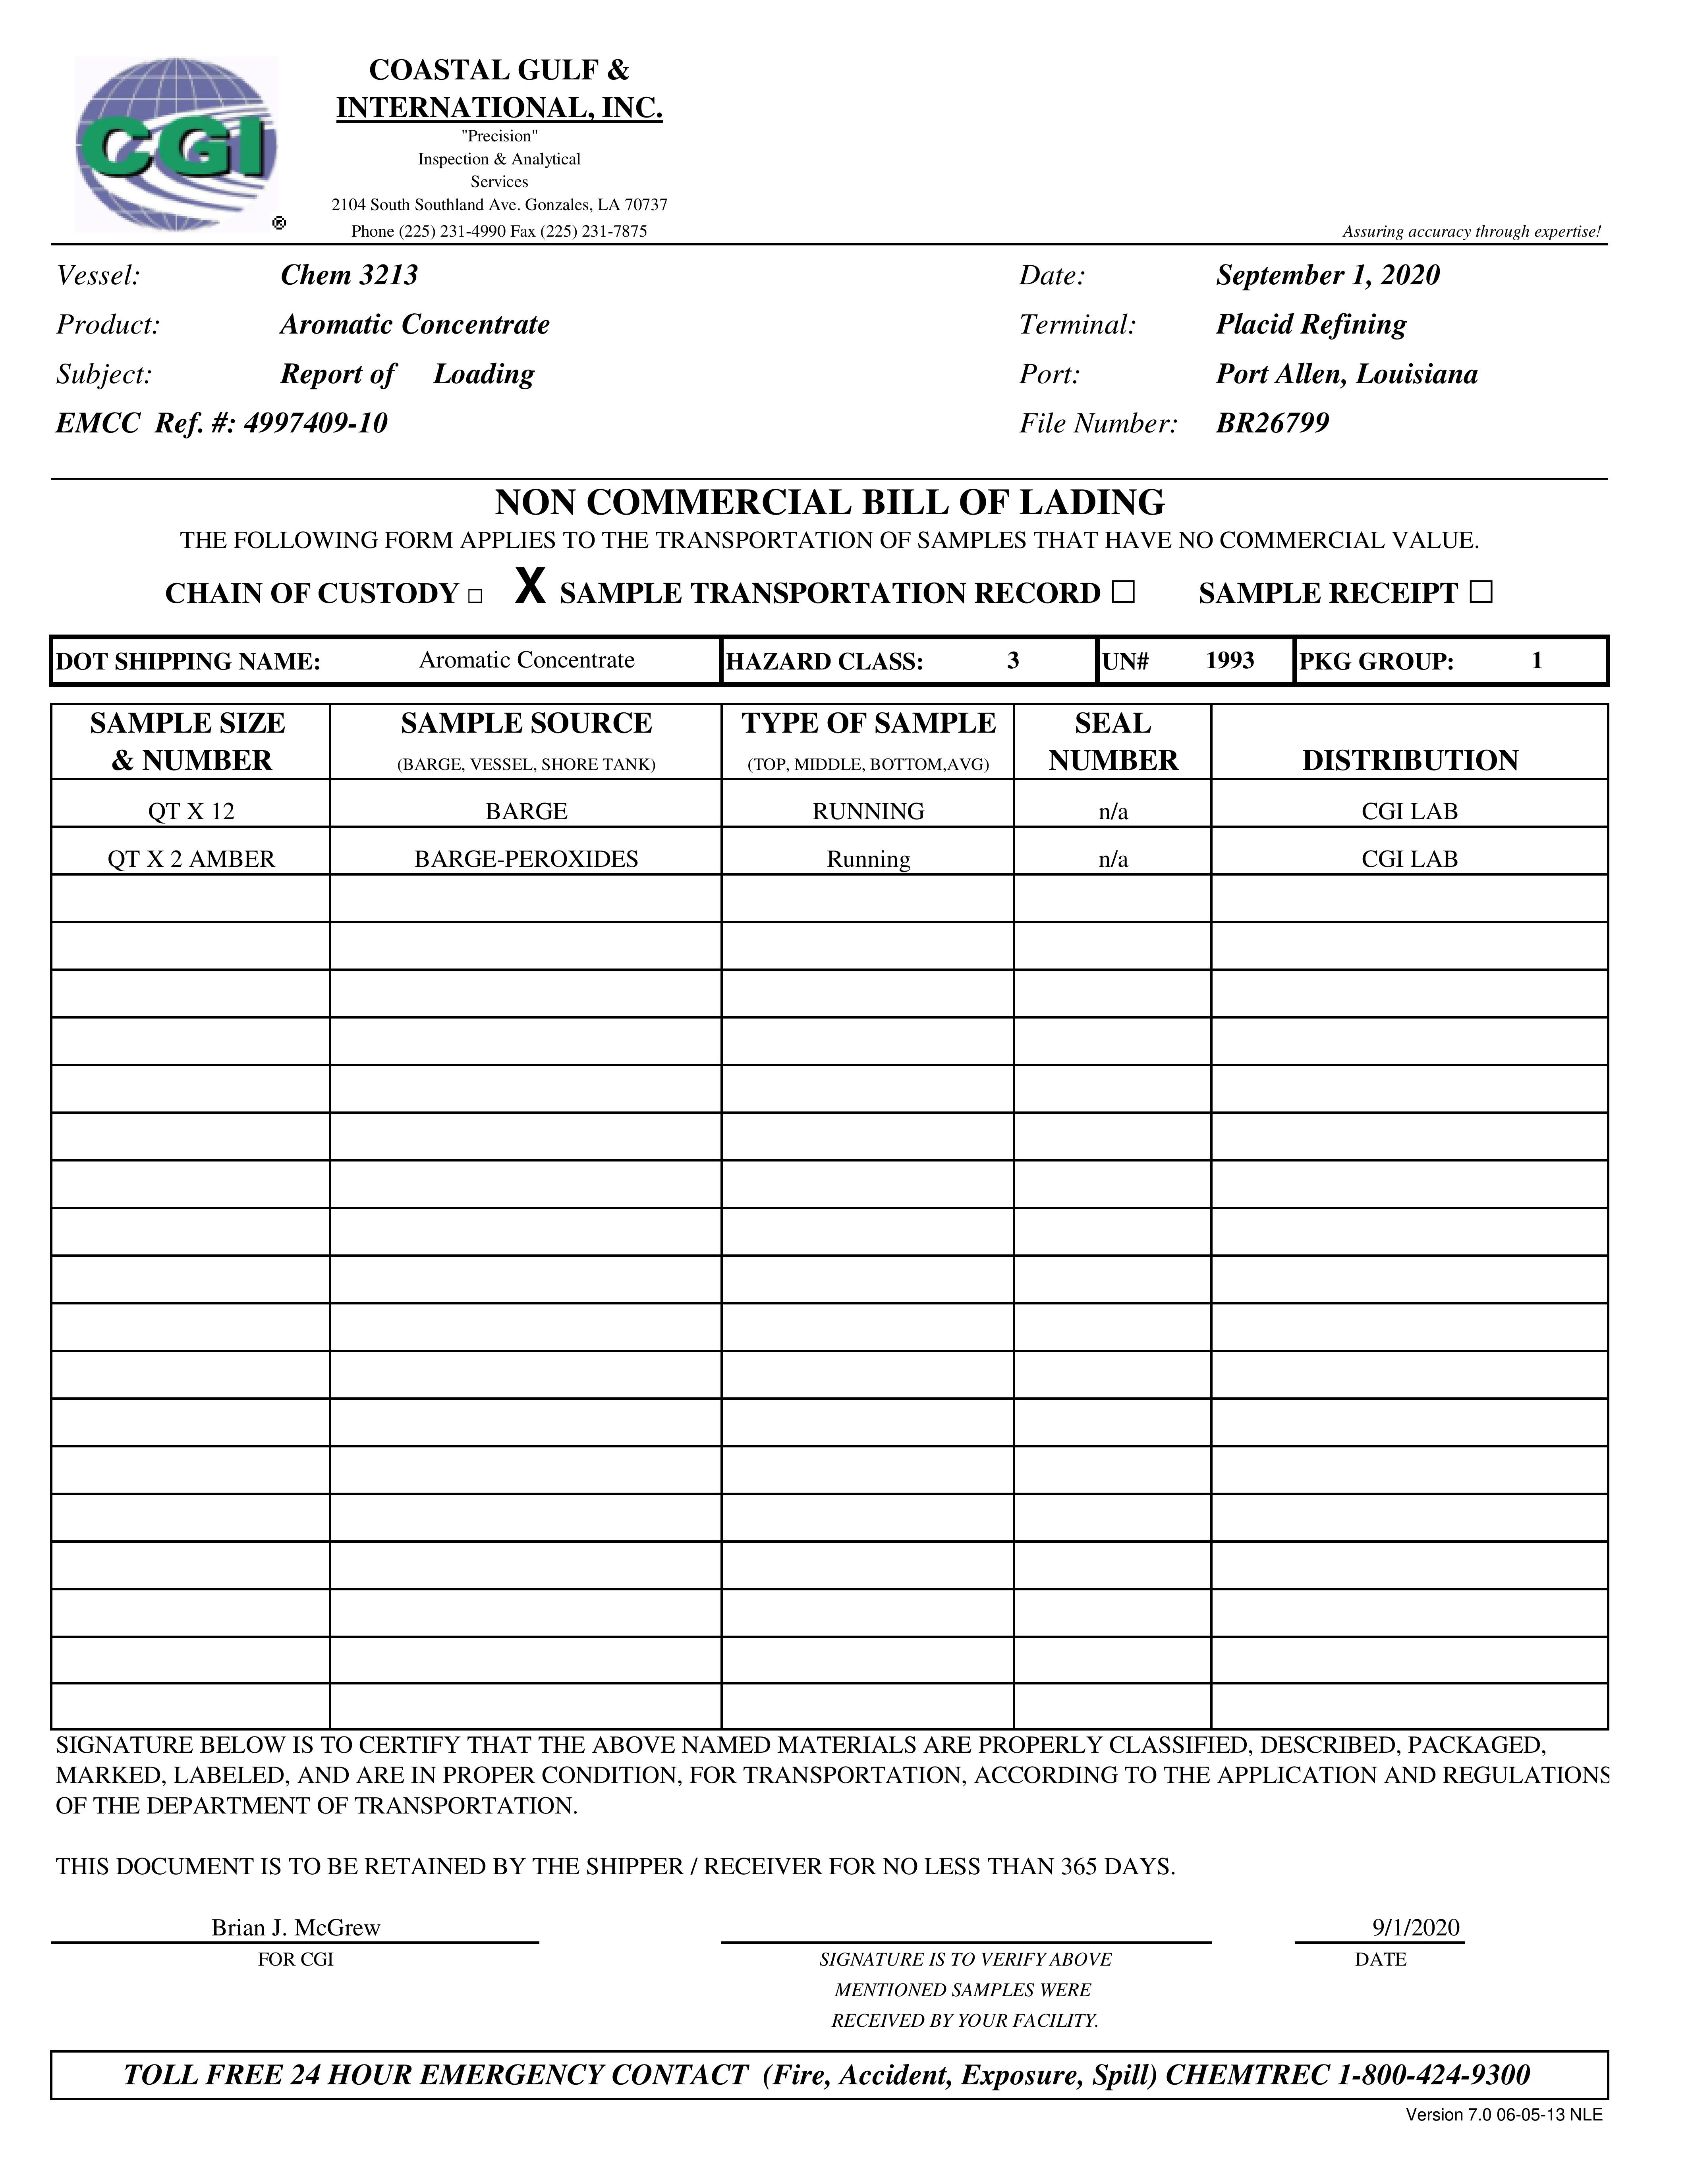 CGI
®
COASTAL GULF &
INTERNATIONAL, INC.
"Precision"
Inspection & Analytical
Services
2104 South Southland Ave. Gonzales, LA 70737
Phone (225) 231-4990 Fax (225) 231-7875
Assuring accuracy through expertise!
Vessel: Chem 3213 Date: September 1, 2020
Product: Aromatic Concentrate Terminal: Placid Refining
Subject: Report of Loading Port: Port Allen, Louisiana
EMCC Ref. #: 4997409-10 File Number: BR26799
NON COMMERCIAL BILL OF LADING
THE FOLLOWING FORM APPLIES TO THE TRANSPORTATION OF SAMPLES THAT HAVE NO COMMERCIAL VALUE.
CHAIN OF CUSTODY □ X SAMPLE TRANSPORTATION RECORD □ SAMPLE RECEIPT □
DOT SHIPPING NAME: Aromatic Concentrate HAZARD CLASS: 3 UN# 1993 PKG GROUP: 1
SAMPLE SIZE SAMPLE SOURCE TYPE OF SAMPLE SEAL
& NUMBER (BARGE, VESSEL, SHORE TANK) (TOP, MIDDLE, BOTTOM,AVG) NUMBER DISTRIBUTION
QT X 12 BARGE RUNNING n/a CGI LAB
QT X 2 AMBER BARGE-PEROXIDES Running n/a CGI LAB
SIGNATURE BELOW IS TO CERTIFY THAT THE ABOVE NAMED MATERIALS ARE PROPERLY CLASSIFIED, DESCRIBED, PACKAGED,
MARKED, LABELED, AND ARE IN PROPER CONDITION, FOR TRANSPORTATION, ACCORDING TO THE APPLICATION AND REGULATIONS
OF THE DEPARTMENT OF TRANSPORTATION.
THIS DOCUMENT IS TO BE RETAINED BY THE SHIPPER / RECEIVER FOR NO LESS THAN 365 DAYS.
Brian J. McGrew 9/1/2020
FOR CGI SIGNATURE IS TO VERIFY ABOVE DATE
MENTIONED SAMPLES WERE
RECEIVED BY YOUR FACILITY.
TOLL FREE 24 HOUR EMERGENCY CONTACT (Fire, Accident, Exposure, Spill) CHEMTREC 1-800-424-9300
Version 7.0 06-05-13 NLE